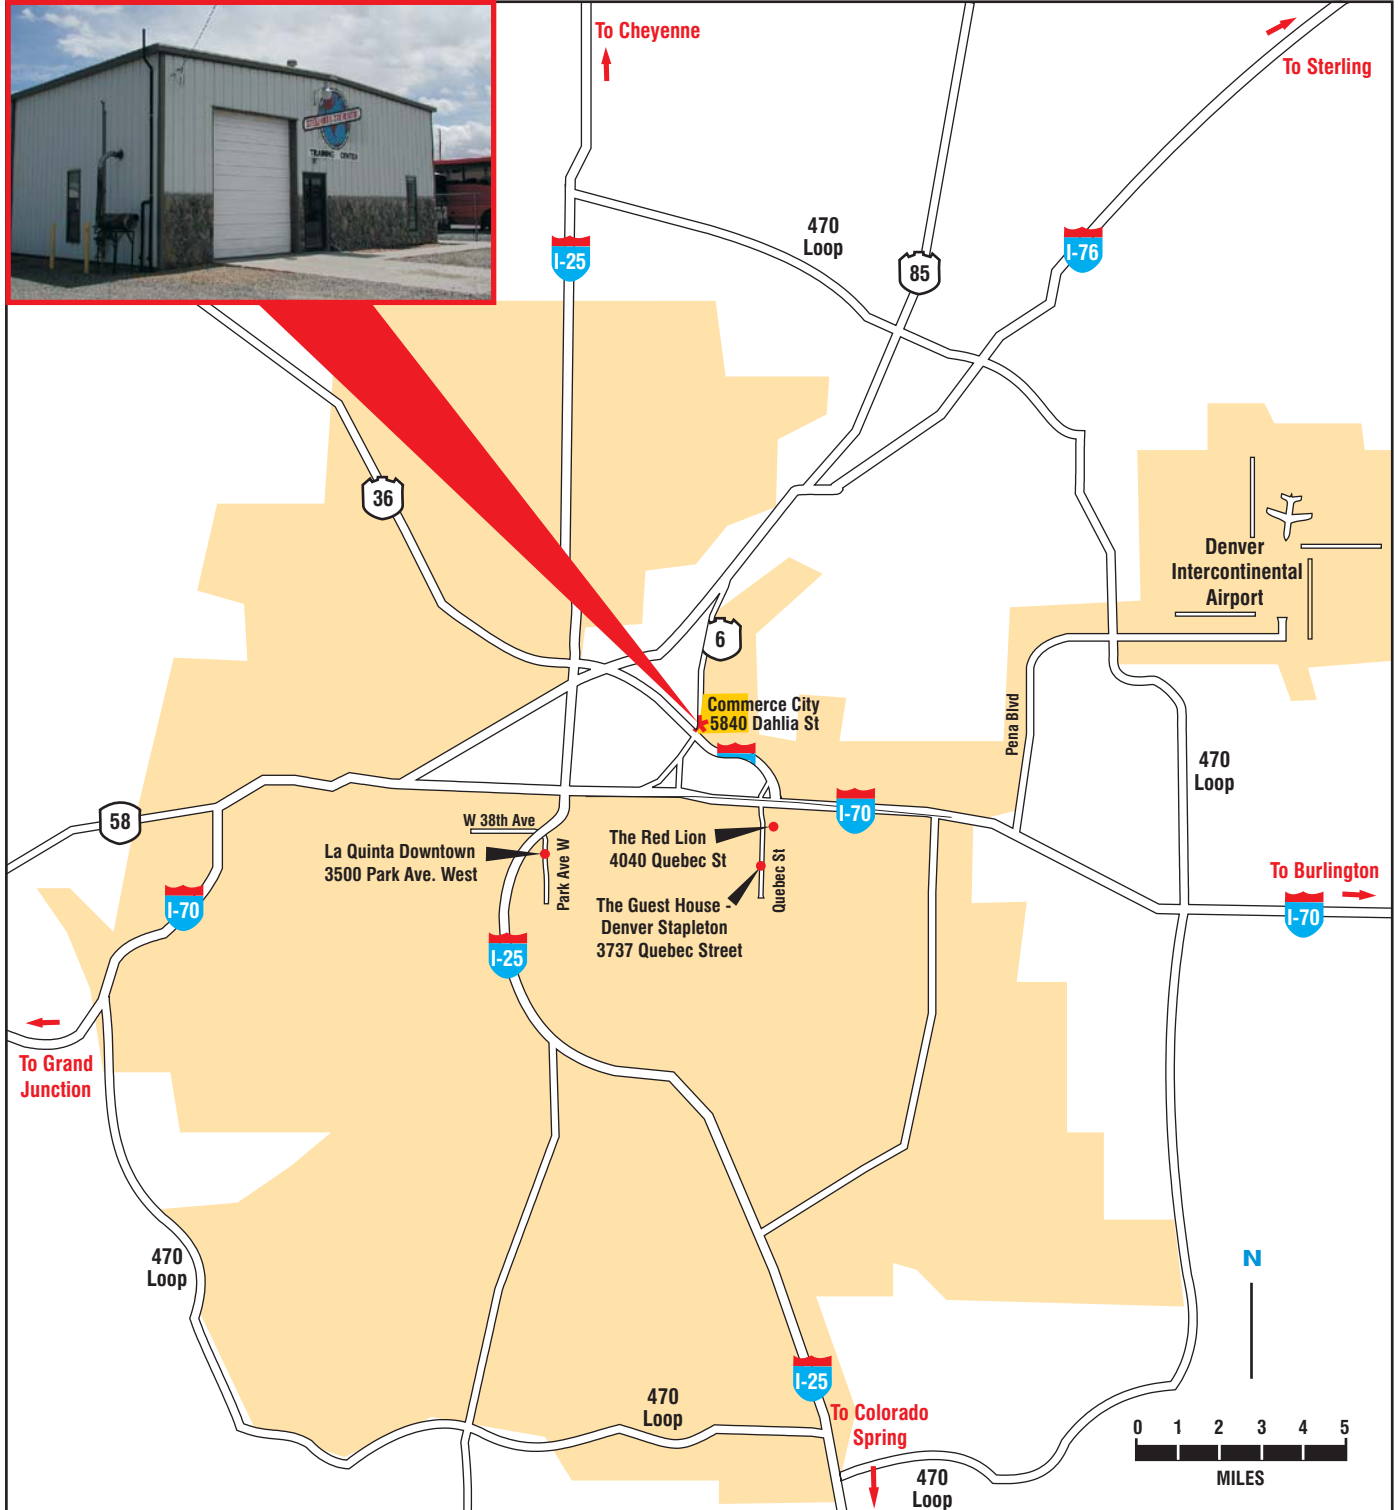 TRAINING CENTER
To Cheyenne
To Sterling
470
Loop
I-25
85
I-76
36
Denver
Intercontinental
Airport
6
Commerce City
5840 Dahlia St
Pena Blvd
470
Loop
58
W 38th Ave
I-70
The Red Lion
4040 Quebec St
La Quinta Downtown
3500 Park Ave. West
Park Ave W
Quebec St
To Burlington
I-70
I-70
The Guest House -
Denver Stapleton
3737 Quebec Street
I-25
To Grand
Junction
470
Loop
N
I-25
470
Loop
To Colorado
Spring
0 1 2 3 4 5
MILES
470
Loop